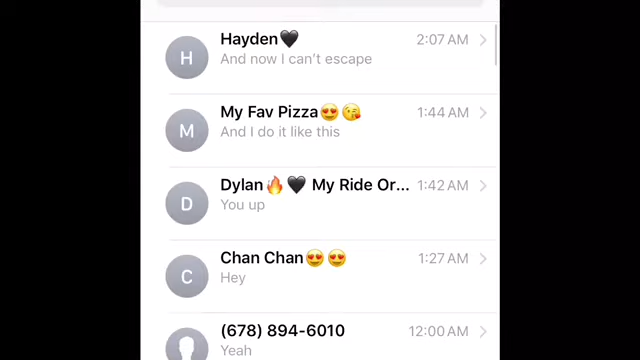 H
Hayden🖤
2:07 AM
And now I can't escape
M
My Fav Pizza😍😘
1:44 AM
And I do it like this
D
Dylan🔥🖤 My Ride Or...
1:42 AM
You up
C
Chan Chan😍😍
1:27 AM
Hey
(678) 894-6010
12:00 AM
Yeah